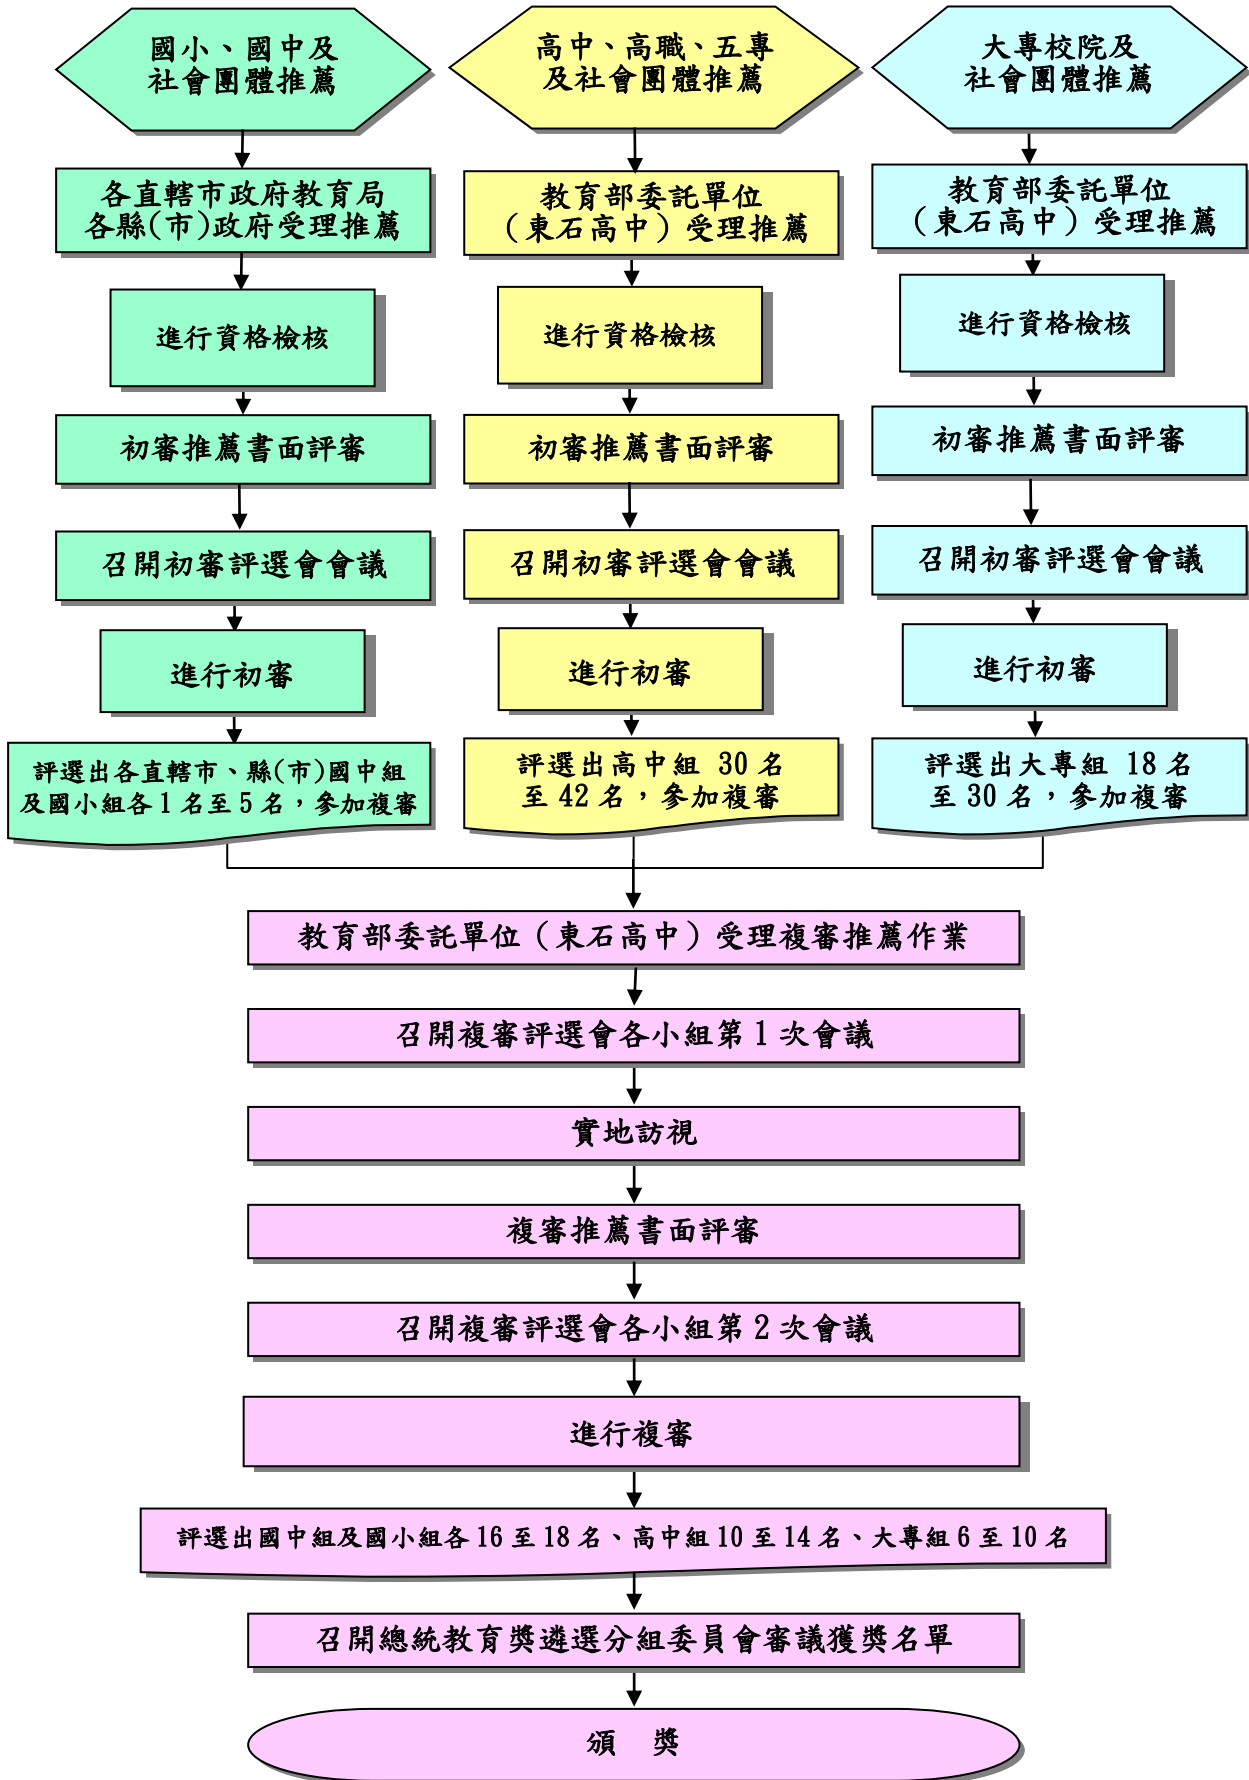 國小、國中及
社會團體推薦
各直轄市政府教育局
各縣(市)政府受理推薦
進行資格檢核
初審推薦書面評審
召開初審評選會會議
進行初審
評選出各直轄市、縣(市)國中組
及國小組各1名至5名，參加複審
高中、高職、五專
及社會團體推薦
教育部委託單位
（東石高中）受理推薦
進行資格檢核
初審推薦書面評審
召開初審評選會會議
進行初審
評選出高中組 30名
至42名，參加複審
大專校院及
社會團體推薦
教育部委託單位
（東石高中）受理推薦
進行資格檢核
初審推薦書面評審
召開初審評選會會議
進行初審
評選出大專組 18名
至30名，參加複審
教育部委託單位（東石高中）受理複審推薦作業
召開複審評選會各小組第1次會議
實地訪視
複審推薦書面評審
召開複審評選會各小組第2次會議
進行複審
評選出國中組及國小組各16至18名、高中組10至14名、大專組6至10名
召開總統教育獎遴選分組委員會審議獲獎名單
頒　獎